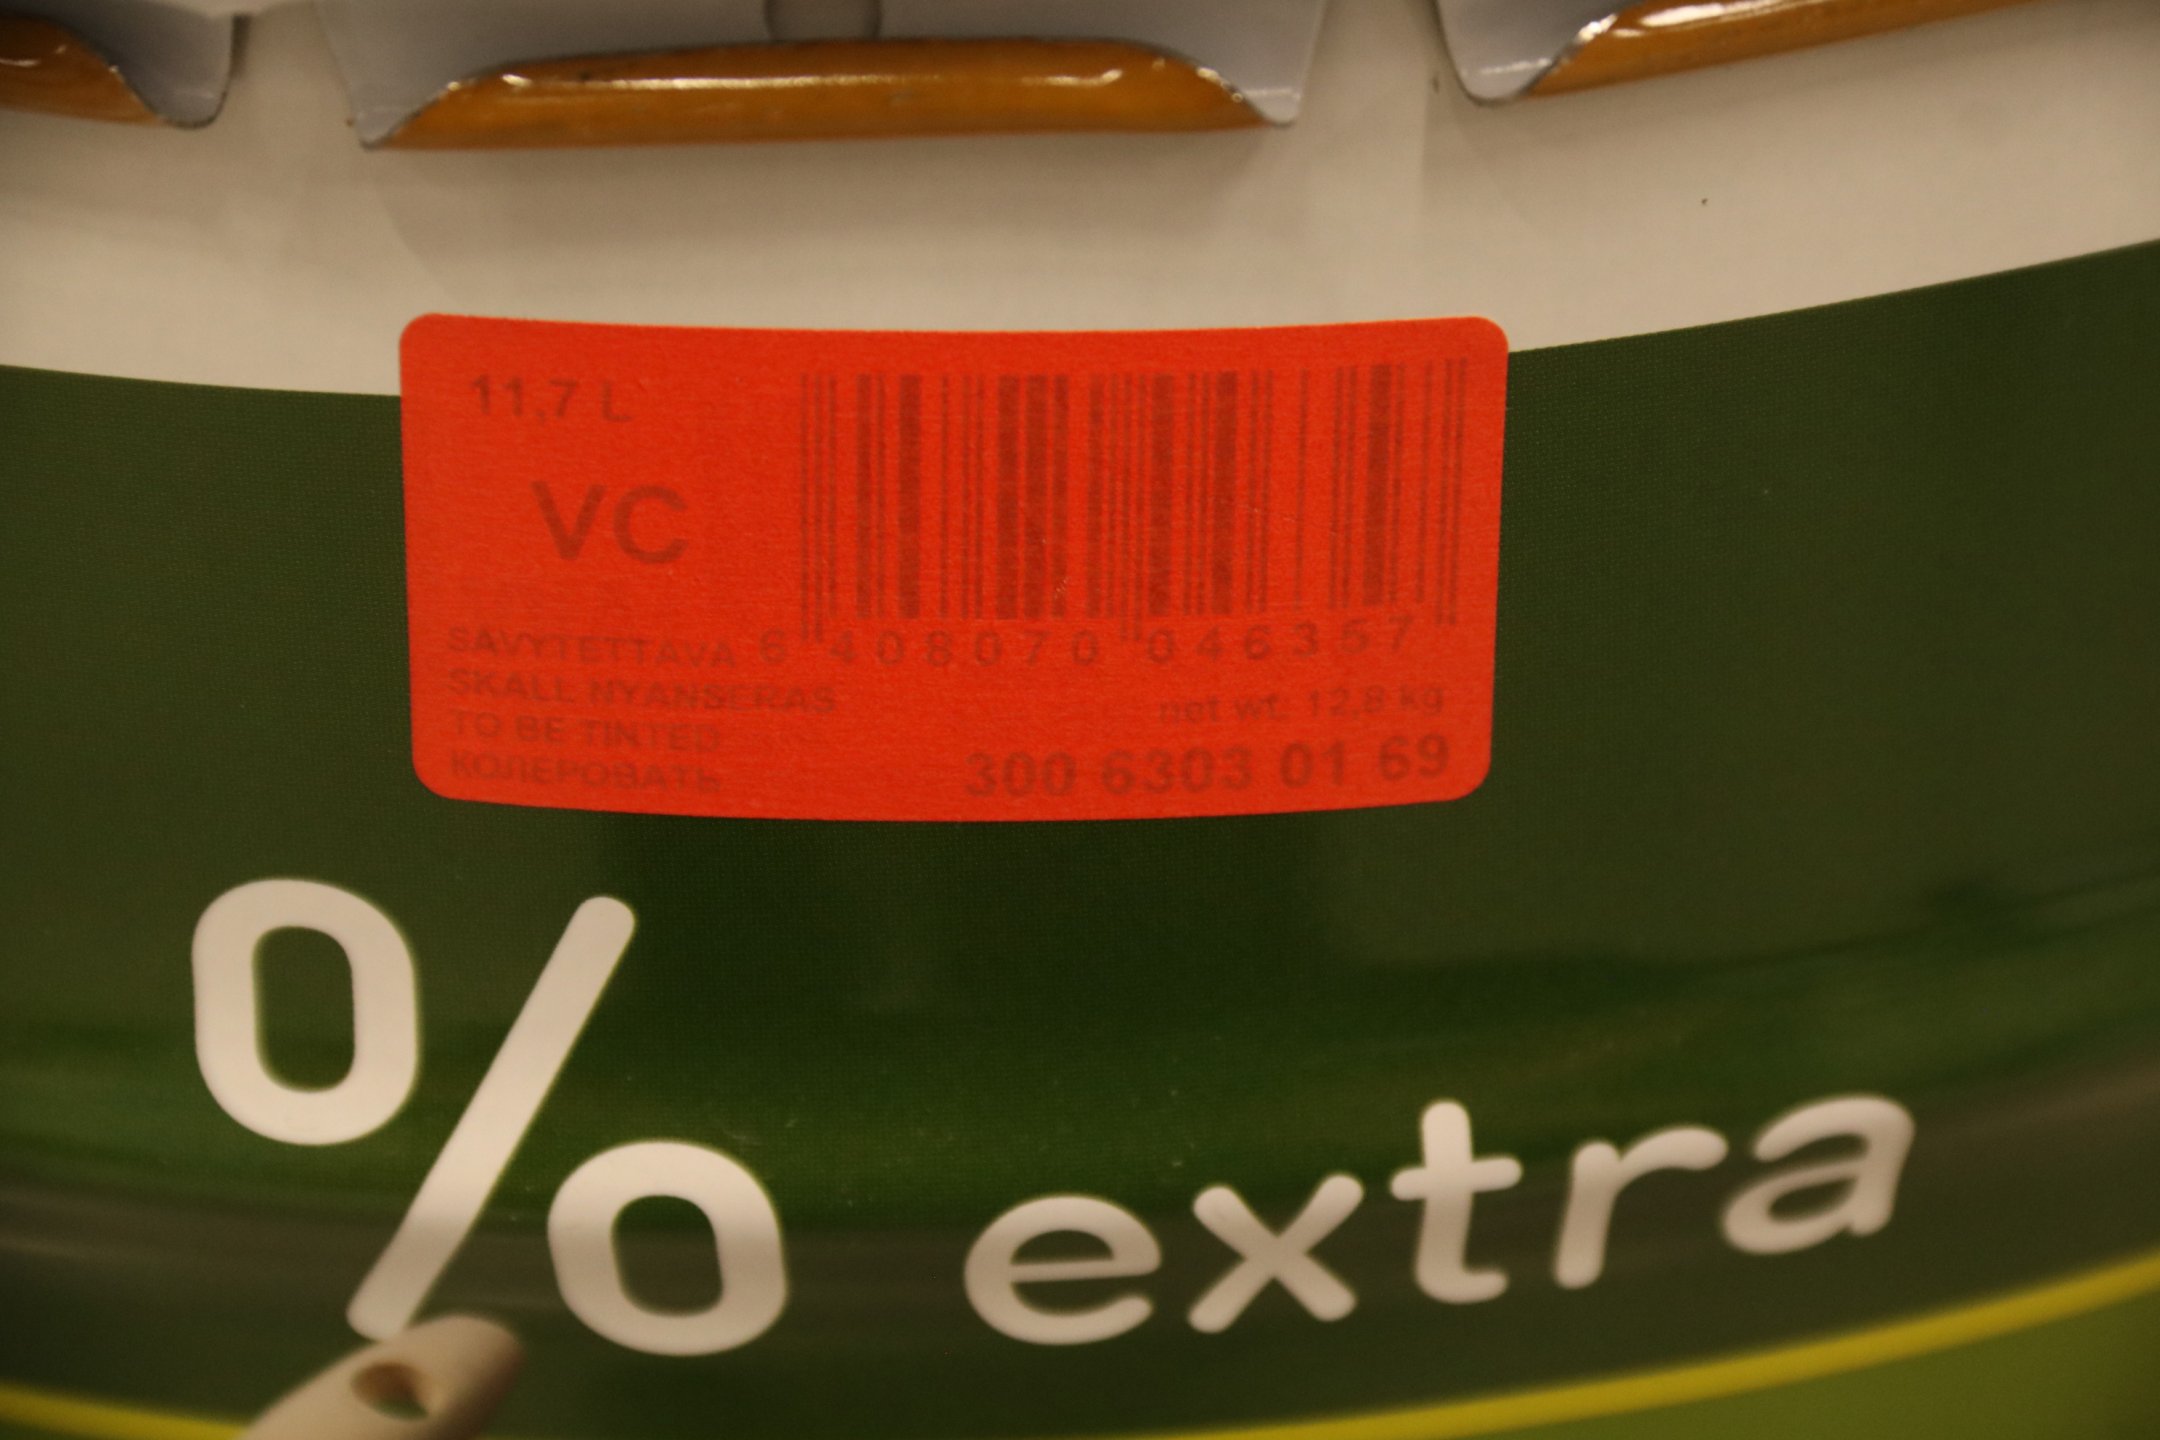 11,7 L
VC
6 408070 046357
SÄVYTETTÄVÄ
SKALL NYANSERAS
TO BE TINTED
КОЛЕРОВАТЬ
net wt. 12,8 kg
300 6303 01 69
% extra